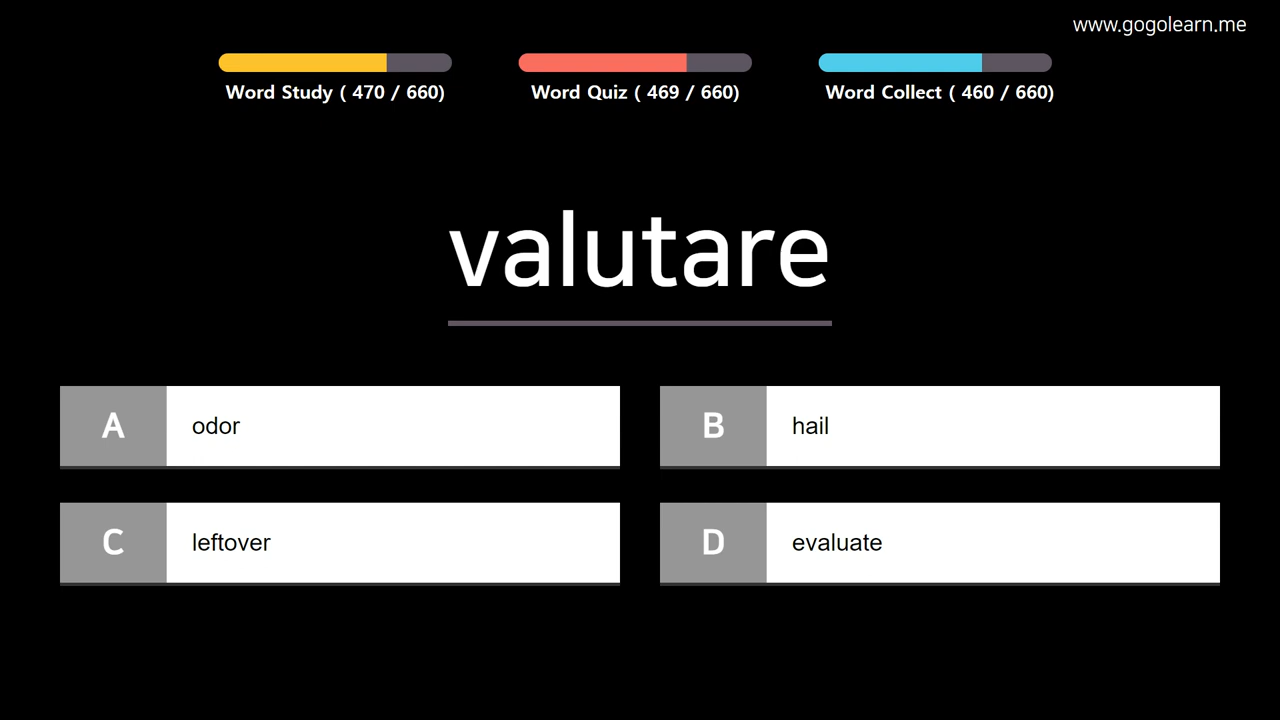 www.gogolearn.me
Word Study ( 470 / 660)
Word Quiz ( 469 / 660)
Word Collect ( 460 / 660)
valutare
A odor
B hail
C leftover
D evaluate